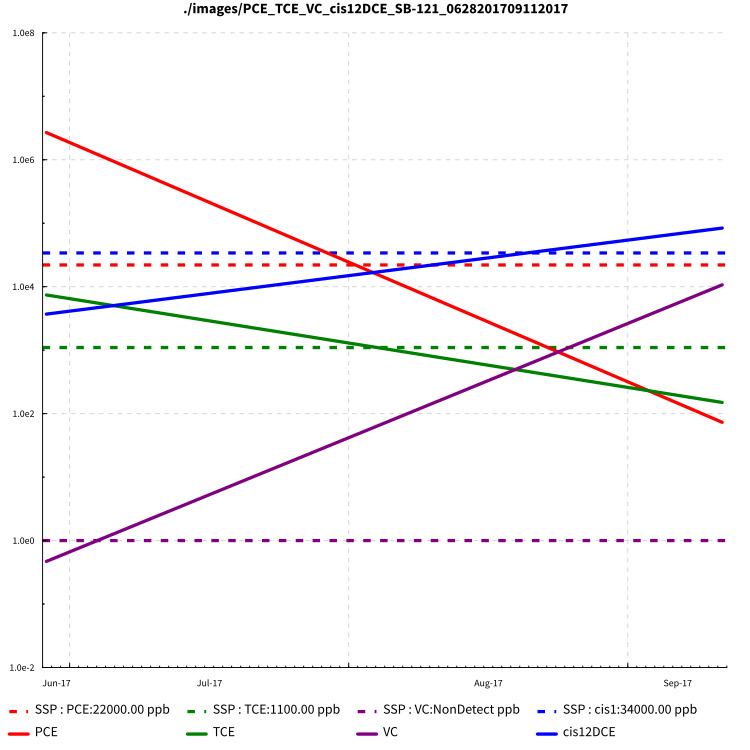 ./images/PCE_TCE_VC_cis12DCE_SB-121_0628201709112017
1.0e8
1.0e6
1.0e4
1.0e2
1.0e0
1.0e-2
Jun-17 Jul-17 Aug-17 Sep-17
SSP : PCE:22000.00 ppb SSP : TCE:1100.00 ppb SSP : VC:NonDetect ppb SSP : cis1:34000.00 ppb
PCE TCE VC cis12DCE